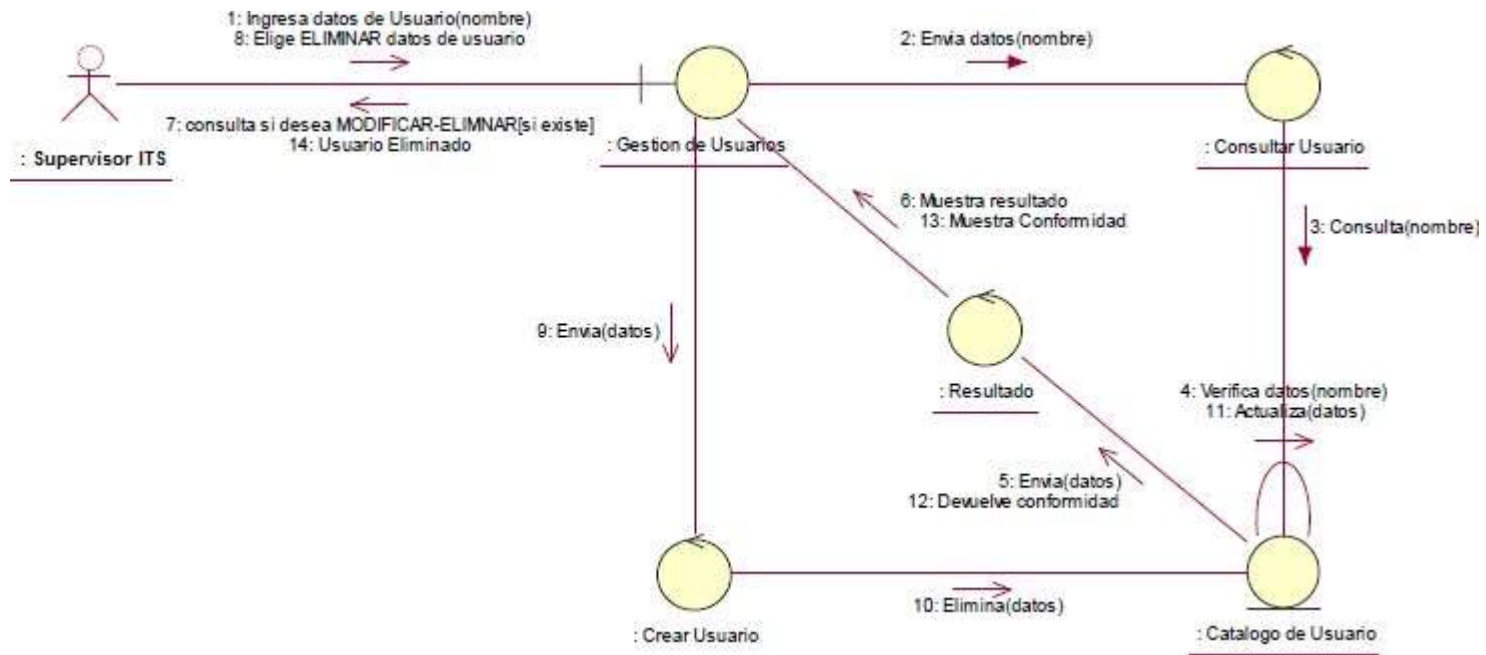 1: Ingresa datos de Usuario(nombre)
8: Elige ELIMINAR datos de usuario
2: Envia datos(nombre)
7: consulta si desea MODIFICAR-ELIMNAR[si existe]
14: Usuario Eliminado
: Supervisor ITS
: Gestion de Usuarios
: Consultar Usuario
6: Muestra resultado
13: Muestra Conformidad
3: Consulta(nombre)
9: Envia(datos)
: Resultado
4: Verifica datos(nombre)
11: Actualiza(datos)
5: Envia(datos)
12: Devuelve conformidad
10: Elimina(datos)
: Crear Usuario
: Catalogo de Usuario